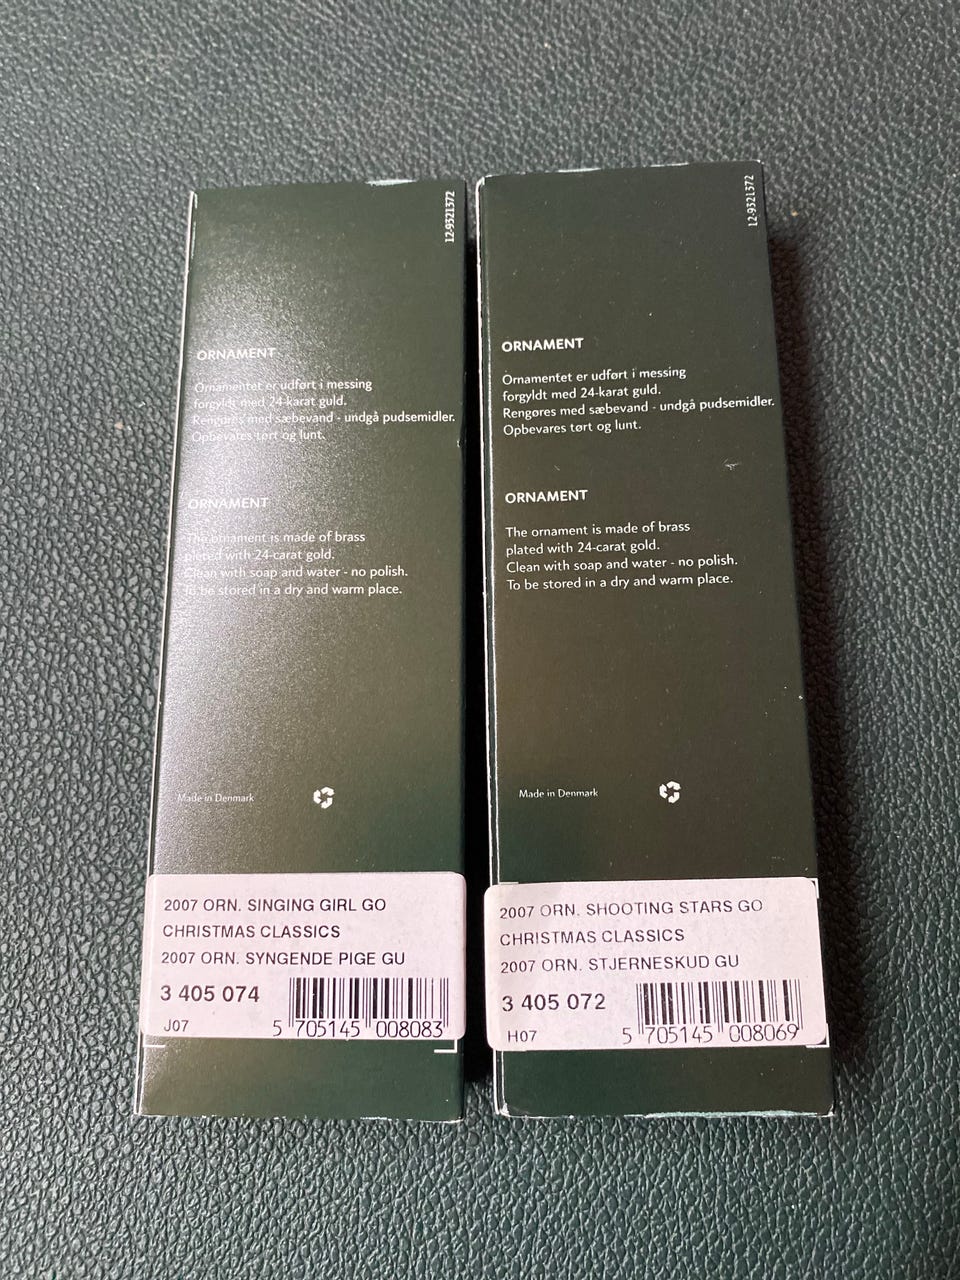 12-9321372
ORNAMENT
Ornamentet er udført i messing
forgyldt med 24-karat guld.
Rengøres med sæbevand - undgå pudsemidler.
Opbevares tørt og lunt.
ORNAMENT
The ornament is made of brass
plated with 24-carat gold.
Clean with soap and water - no polish.
To be stored in a dry and warm place.
Made in Denmark
2007 ORN. SINGING GIRL GO
CHRISTMAS CLASSICS
2007 ORN. SYNGENDE PIGE GU
3 405 074
J07
5 705145 008083
12-9321372
ORNAMENT
Ornamentet er udført i messing
forgyldt med 24-karat guld.
Rengøres med sæbevand - undgå pudsemidler.
Opbevares tørt og lunt.
ORNAMENT
The ornament is made of brass
plated with 24-carat gold.
Clean with soap and water - no polish.
To be stored in a dry and warm place.
Made in Denmark
2007 ORN. SHOOTING STARS GO
CHRISTMAS CLASSICS
2007 ORN. STJERNESKUD GU
3 405 072
H07
5 705145 008069